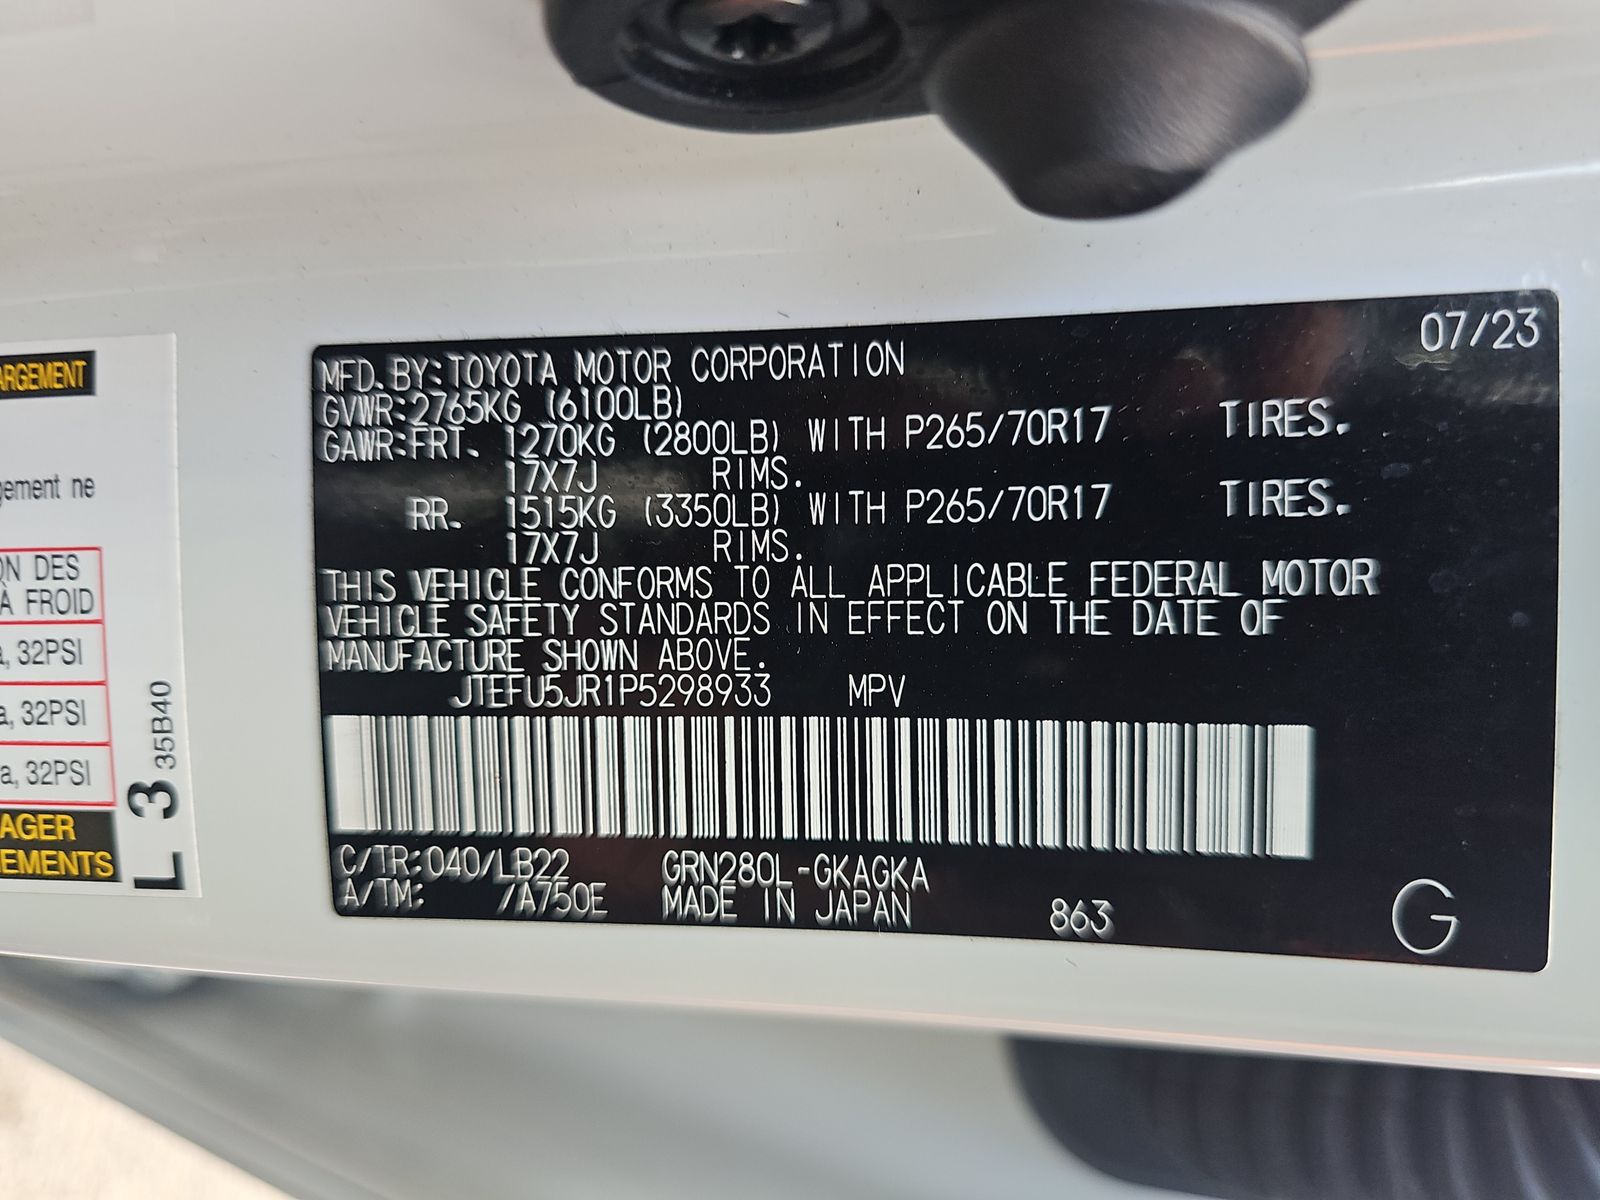 ARGEMENT
gement ne
ON DES
À FROID
a, 32PSI
a, 32PSI
a, 32PSI
AGER
EMENTS
L 3 35B40
07/23
MFD. BY:TOYOTA MOTOR CORPORATION
GVWR:2765KG (6100LB)
GAWR:FRT. 1270KG (2800LB) WITH P265/70R17 TIRES.
17X7J RIMS.
RR. 1515KG (3350LB) WITH P265/70R17 TIRES.
17X7J RIMS.
THIS VEHICLE CONFORMS TO ALL APPLICABLE FEDERAL MOTOR
VEHICLE SAFETY STANDARDS IN EFFECT ON THE DATE OF
MANUFACTURE SHOWN ABOVE.
JTEFU5JR1P5298933 MPV
C/TR:040/LB22 GRN280L-GKAGKA
A/TM: /A750E MADE IN JAPAN 863 G